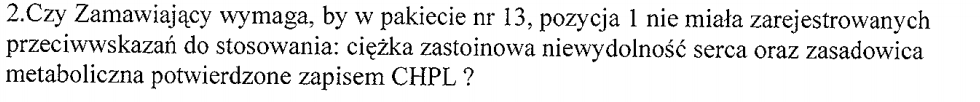 2.Czy Zamawiający wymaga, by w pakiecie nr 13, pozycja 1 nie miała zarejestrowanych
przeciwwskazań do stosowania: ciężka zastoinowa niewydolność serca oraz zasadowica
metaboliczna potwierdzone zapisem CHPL ?